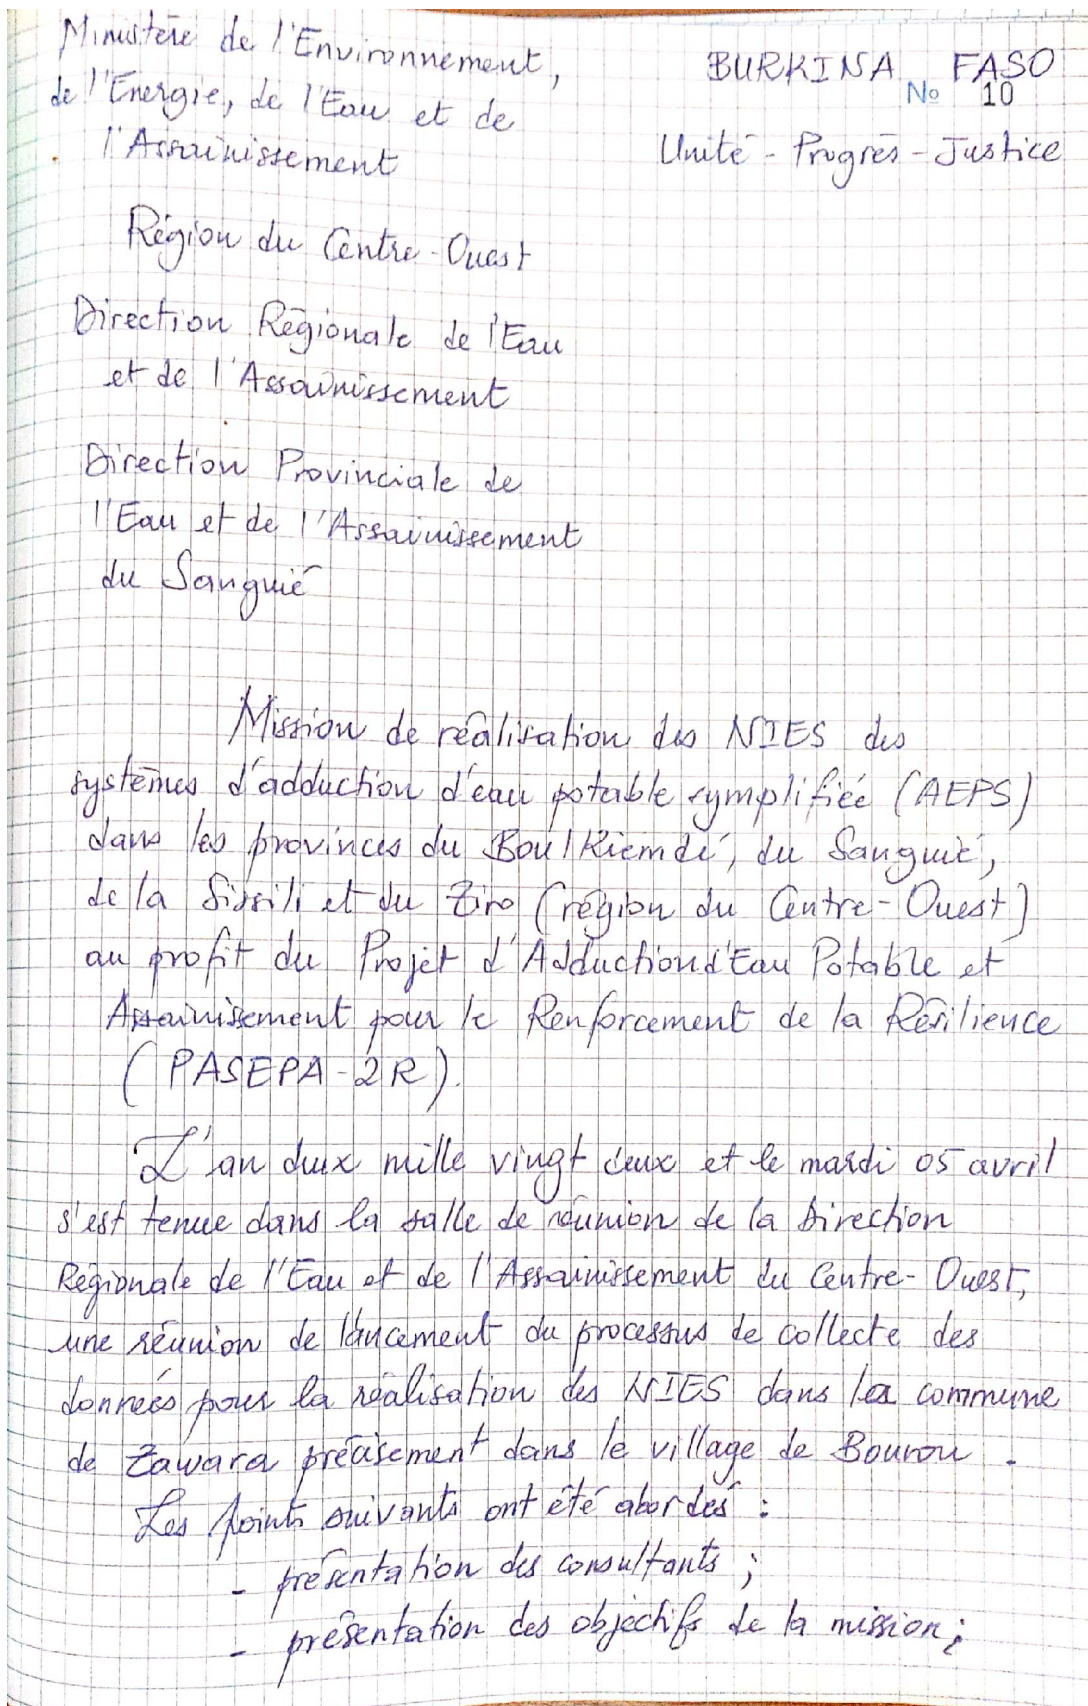 Ministère de l'Environnement,
de l'Energie, de l'Eau et de
l'Assainissement
BURKINA FASO
No 10
Unité - Progrès - Justice
Région du Centre-Ouest
Direction Régionale de l'Eau
et de l'Assainissement
Direction Provinciale de
l'Eau et de l'Assainissement
du Sanguié
Mission de réalisation des NIES des
systèmes d'adduction d'eau potable symplifiée (AEPS)
dans les provinces du BoulKiemdé, du Sanguié,
de la Sissili et du Ziro (région du Centre-Ouest)
au profit du Projet d'Adduction d'Eau Potable et
Assainissement pour le Renforcement de la Résilience
(PASEPA-2R).
L'an deux mille vingt deux et le mardi 05 avril
s'est tenue dans la salle de réunion de la Direction
Régionale de l'Eau et de l'Assainissement du Centre-Ouest,
une réunion de lancement du processus de collecte des
données pour la réalisation des NIES dans la commune
de Zawara précisement dans le village de Bourou.
Les points suivants ont été abordés :
- présentation des consultants ;
- présentation des objectifs de la mission ;